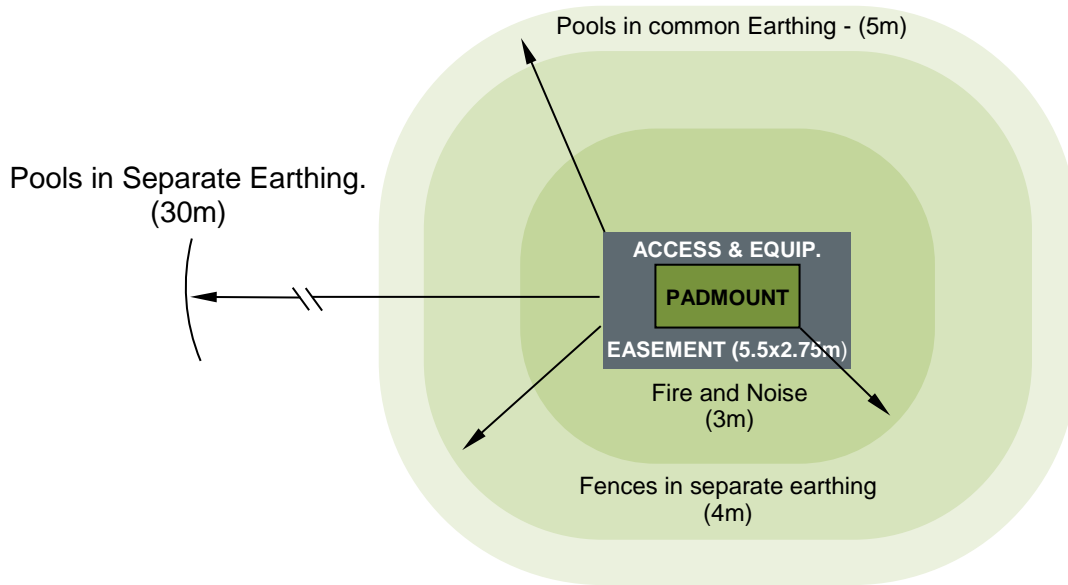 Pools in common Earthing - (5m)
Pools in Separate Earthing.
(30m)
ACCESS & EQUIP.
PADMOUNT
EASEMENT (5.5x2.75m)
Fire and Noise
(3m)
Fences in separate earthing
(4m)